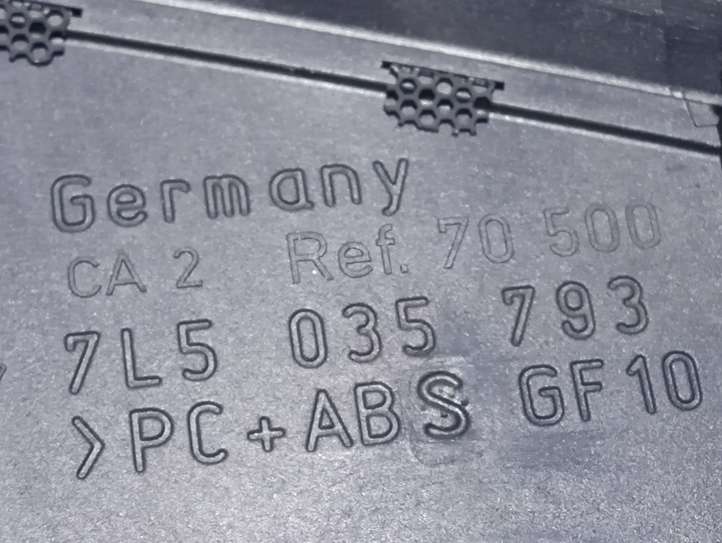 Germany
CA 2 Ref. 70 500
7L5 035 793
>PC+ABS GF10